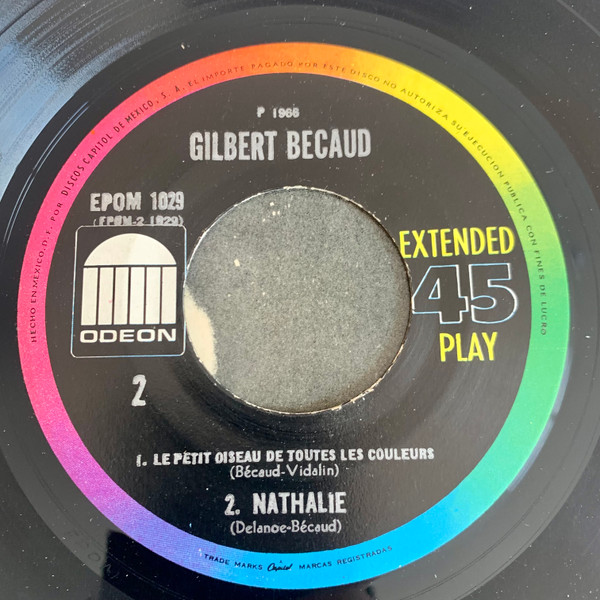 HECHO EN MEXICO, D.F. POR DISCOS CAPITOL DE MEXICO, S. A. EL IMPORTE PAGADO POR ESTE DISCO NO AUTORIZA SU EJECUCION PUBLICA CON FINES DE LUCRO
P 1966
GILBERT BECAUD
EPOM 1029
(EPOM-2 1029)
ODEON
EXTENDED
45
PLAY
2
1. LE PETIT OISEAU DE TOUTES LES COULEURS
(Bécaud-Vidalin)
2. NATHALIE
(Delanoe-Bécaud)
TRADE MARKS Capitol MARCAS REGISTRADAS